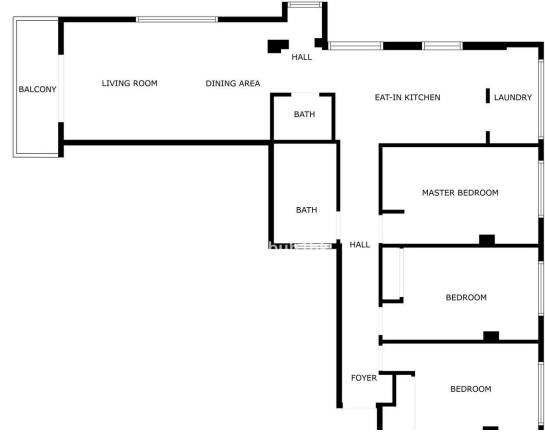 HALL
BALCONY
LIVING ROOM
DINING AREA
EAT-IN KITCHEN
LAUNDRY
BATH
MASTER BEDROOM
BATH
HALL
BEDROOM
FOYER
BEDROOM